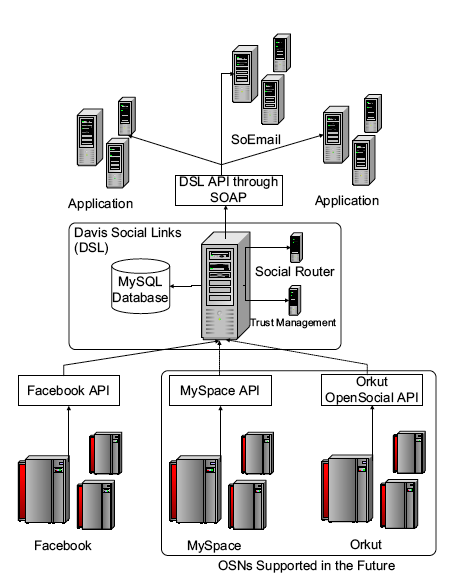 SoEmail
Application
DSL API through
SOAP
Application
Davis Social Links
(DSL)
MySQL
Database
Social Router
Trust Management
Facebook API
MySpace API
Orkut
OpenSocial API
Facebook
MySpace
Orkut
OSNs Supported in the Future